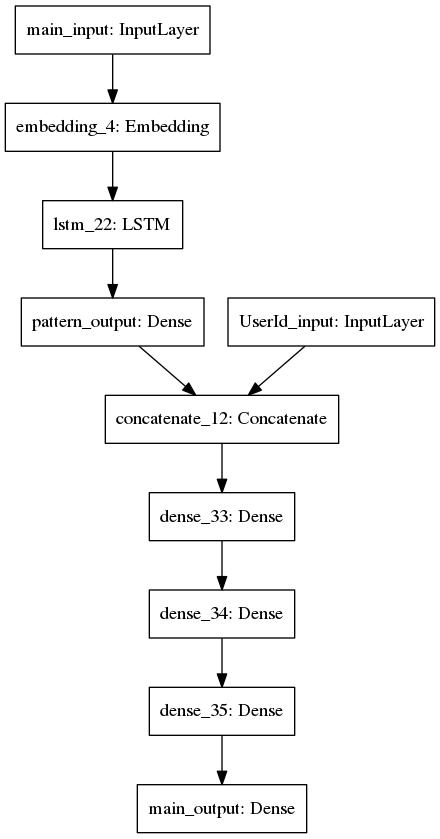 main_input: InputLayer
embedding_4: Embedding
lstm_22: LSTM
pattern_output: Dense
UserId_input: InputLayer
concatenate_12: Concatenate
dense_33: Dense
dense_34: Dense
dense_35: Dense
main_output: Dense